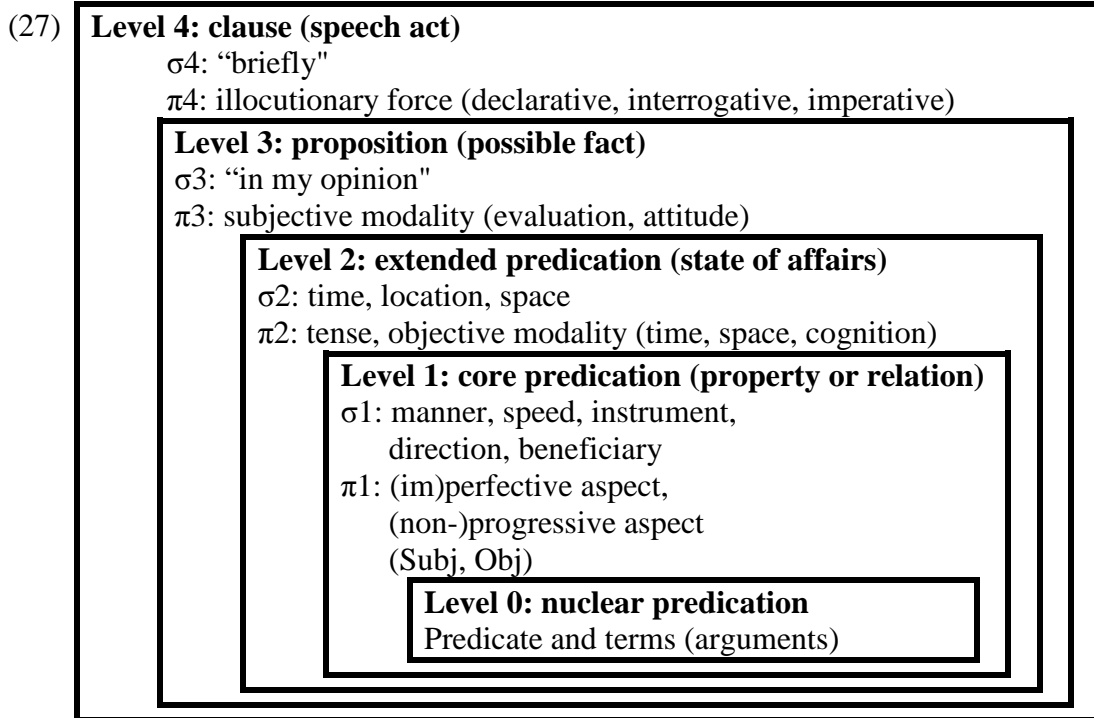 (27) Level 4: clause (speech act)
σ4: “briefly"
π4: illocutionary force (declarative, interrogative, imperative)
Level 3: proposition (possible fact)
σ3: “in my opinion"
π3: subjective modality (evaluation, attitude)
Level 2: extended predication (state of affairs)
σ2: time, location, space
π2: tense, objective modality (time, space, cognition)
Level 1: core predication (property or relation)
σ1: manner, speed, instrument,
direction, beneficiary
π1: (im)perfective aspect,
(non-)progressive aspect
(Subj, Obj)
Level 0: nuclear predication
Predicate and terms (arguments)